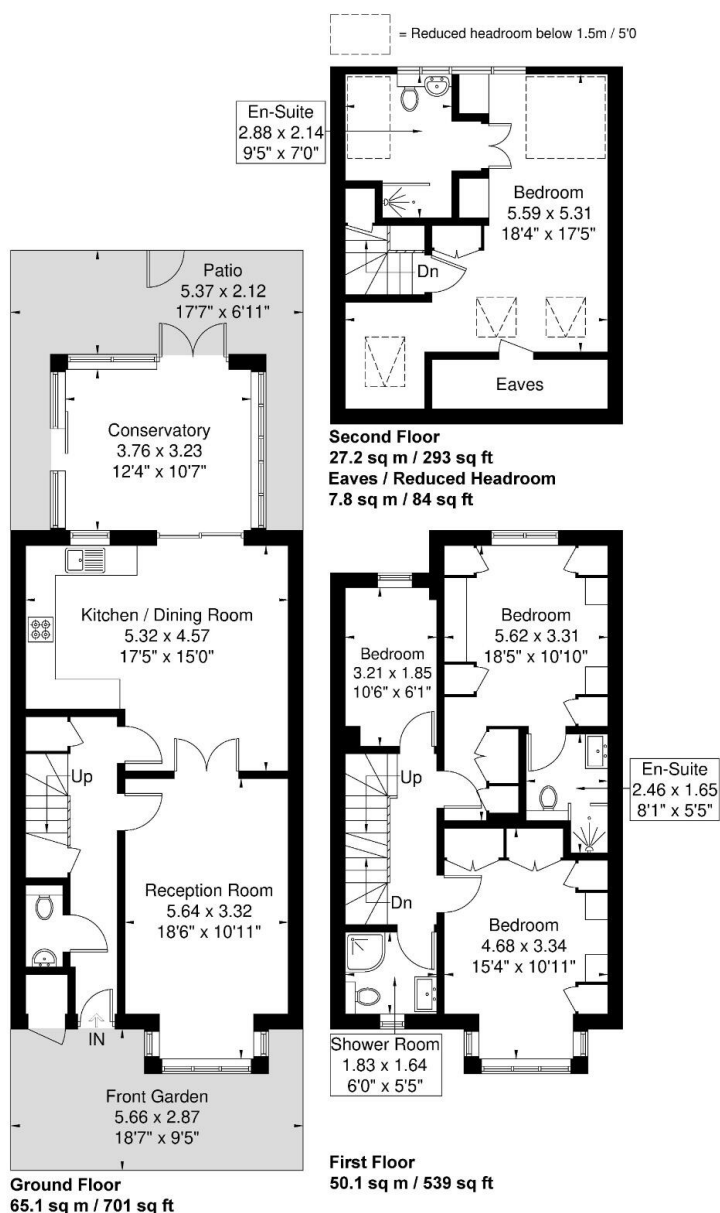 = Reduced headroom below 1.5m / 5'0
En-Suite
2.88 x 2.14
9'5" x 7'0"
Bedroom
5.59 x 5.31
18'4" x 17'5"
Dn
Eaves
Second Floor
27.2 sq m / 293 sq ft
Eaves / Reduced Headroom
7.8 sq m / 84 sq ft
Patio
5.37 x 2.12
17'7" x 6'11"
Conservatory
3.76 x 3.23
12'4" x 10'7"
Kitchen / Dining Room
5.32 x 4.57
17'5" x 15'0"
Up
Reception Room
5.64 x 3.32
18'6" x 10'11"
IN
Front Garden
5.66 x 2.87
18'7" x 9'5"
Ground Floor
65.1 sq m / 701 sq ft
Bedroom
5.62 x 3.31
18'5" x 10'10"
Bedroom
3.21 x 1.85
10'6" x 6'1"
Up
En-Suite
2.46 x 1.65
8'1" x 5'5"
Dn
Bedroom
4.68 x 3.34
15'4" x 10'11"
Shower Room
1.83 x 1.64
6'0" x 5'5"
First Floor
50.1 sq m / 539 sq ft